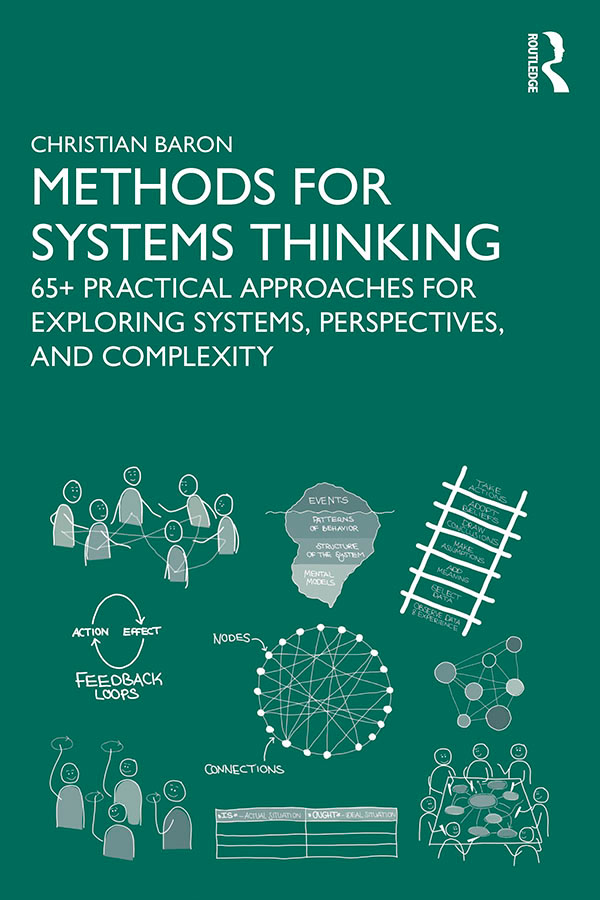 ROUTLEDGE
CHRISTIAN BARON
METHODS FOR
SYSTEMS THINKING
65+ PRACTICAL APPROACHES FOR
EXPLORING SYSTEMS, PERSPECTIVES,
AND COMPLEXITY
EVENTS
PATTERNS
OF BEHAVIOR
STRUCTURE
OF THE SYSTEM
MENTAL
MODELS
TAKE
ACTIONS
ADOPT
BELIEFS
DRAW
CONCLUSIONS
MAKE
ASSUMPTIONS
ADD
MEANING
SELECT
DATA
OBSERVE DATA
& EXPERIENCE
ACTION EFFECT
FEEDBACK
LOOPS
NODES
CONNECTIONS
"IS" - ACTUAL SITUATION "OUGHT" - IDEAL SITUATION